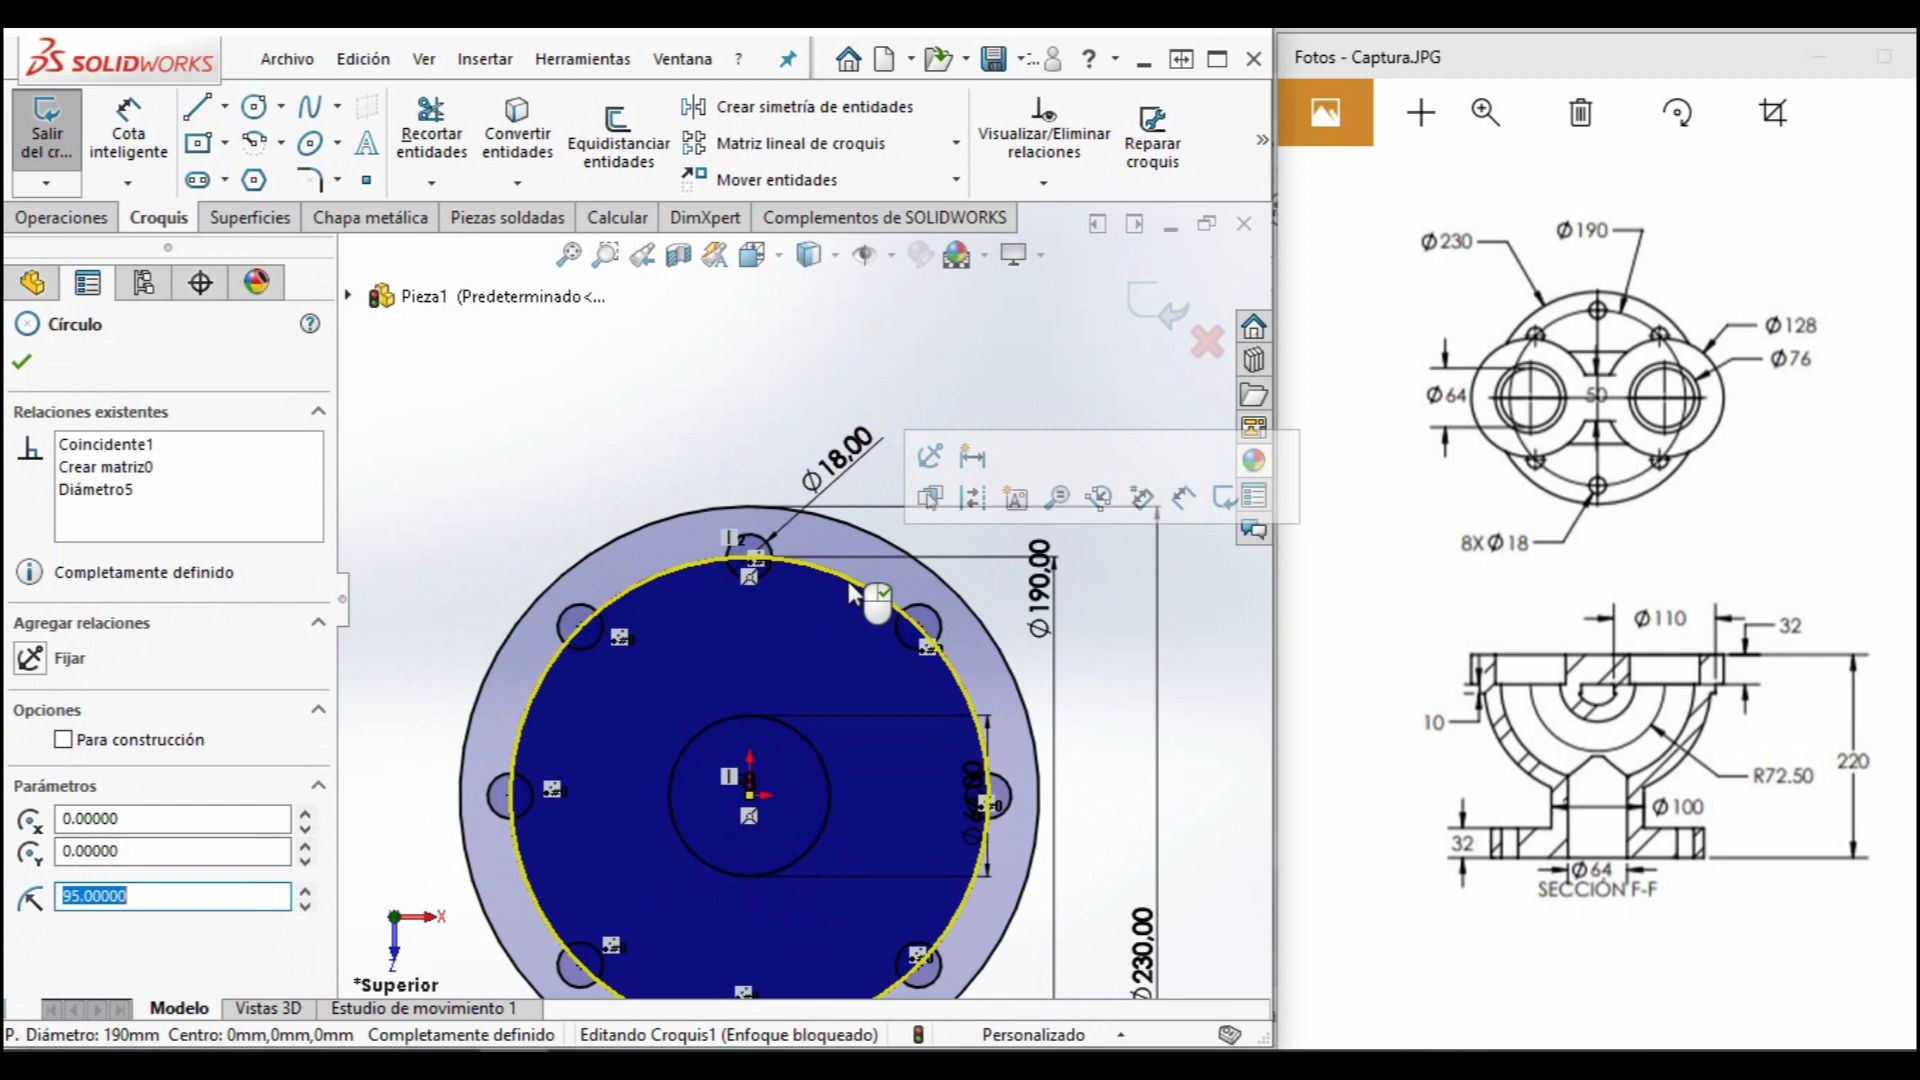 SOLIDWORKS
Archivo Edición Ver Insertar Herramientas Ventana ?
Fotos - Captura.JPG
Salir del cr...
Cota inteligente
Recortar entidades
Convertir entidades
Equidistanciar entidades
Crear simetría de entidades
Matriz lineal de croquis
Mover entidades
Visualizar/Eliminar relaciones
Reparar croquis
Operaciones Croquis Superficies Chapa metálica Piezas soldadas Calcular DimXpert Complementos de SOLIDWORKS
Pieza1 (Predeterminado<...
Círculo
Relaciones existentes
Coincidente1
Crear matriz0
Diámetro5
Completamente definido
Agregar relaciones
Fijar
Opciones
Para construcción
Parámetros
0.00000
0.00000
95.00000
Ø18,00
Ø190,00
Ø230,00
X
Z
*Superior
Modelo Vistas 3D Estudio de movimiento 1
P. Diámetro: 190mm Centro: 0mm,0mm,0mm Completamente definido Editando Croquis1 (Enfoque bloqueado) Personalizado
Ø230
Ø190
Ø128
Ø76
Ø64
50
8X Ø18
Ø110
32
10
R72.50
220
Ø100
32
Ø64
SECCIÓN F-F